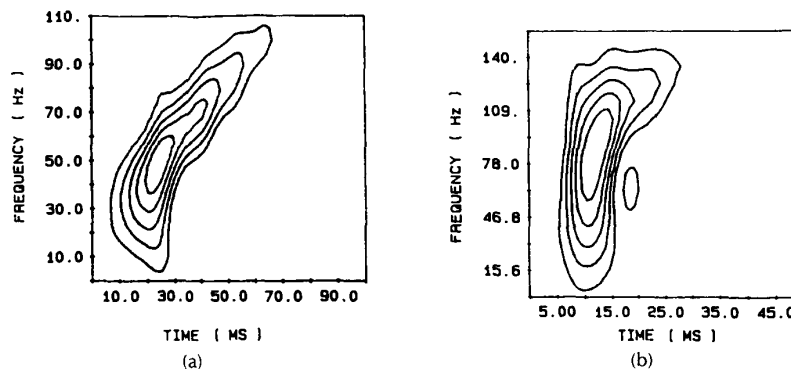 110.
90.0
70.0
50.0
30.0
10.0
FREQUENCY ( Hz )
10.0 30.0 50.0 70.0 90.0
TIME ( MS )
(a)
140.
109.
78.0
46.8
15.6
FREQUENCY ( Hz )
5.00 15.0 25.0 35.0 45.0
TIME ( MS )
(b)